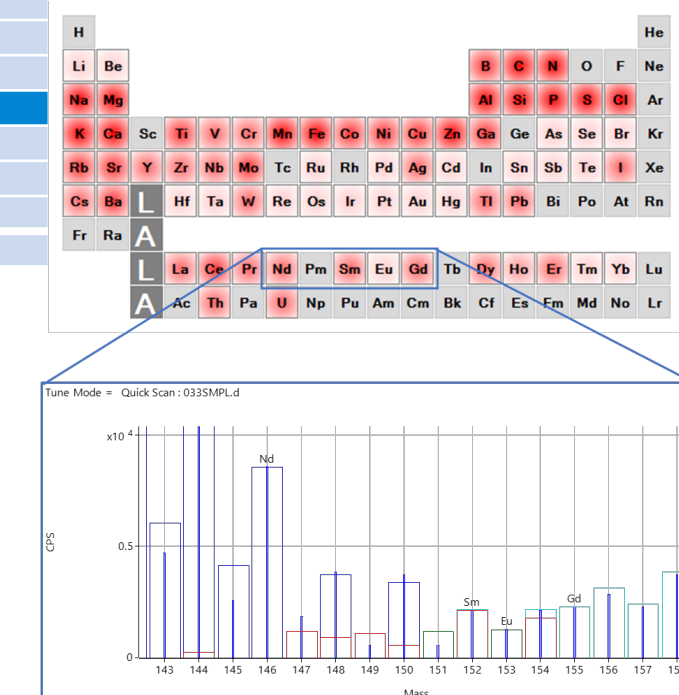 H He
Li Be B C N O F Ne
Na Mg Al Si P S Cl Ar
K Ca Sc Ti V Cr Mn Fe Co Ni Cu Zn Ga Ge As Se Br Kr
Rb Sr Y Zr Nb Mo Tc Ru Rh Pd Ag Cd In Sn Sb Te I Xe
Cs Ba L Hf Ta W Re Os Ir Pt Au Hg Tl Pb Bi Po At Rn
Fr Ra A
L La Ce Pr Nd Pm Sm Eu Gd Tb Dy Ho Er Tm Yb Lu
A Ac Th Pa U Np Pu Am Cm Bk Cf Es Fm Md No Lr
Tune Mode = Quick Scan : 033SMPL.d
x10 4
Nd
0.5
CPS
Sm
Gd
Eu
0
143 144 145 146 147 148 149 150 151 152 153 154 155 156 157
Mass